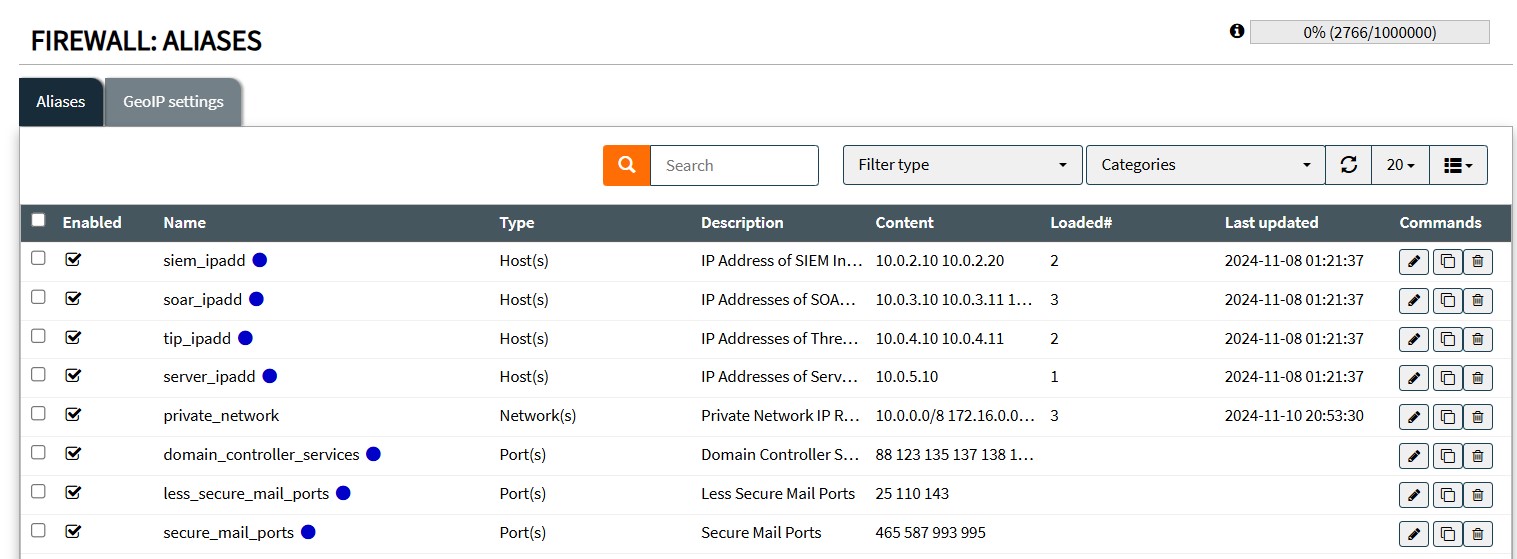 FIREWALL: ALIASES
0% (2766/1000000)
Aliases GeoIP settings
Search Filter type Categories 20
Enabled Name Type Description Content Loaded# Last updated Commands
siem_ipadd Host(s) IP Address of SIEM In... 10.0.2.10 10.0.2.20 2 2024-11-08 01:21:37
soar_ipadd Host(s) IP Addresses of SOA... 10.0.3.10 10.0.3.11 1... 3 2024-11-08 01:21:37
tip_ipadd Host(s) IP Addresses of Thre... 10.0.4.10 10.0.4.11 2 2024-11-08 01:21:37
server_ipadd Host(s) IP Addresses of Serv... 10.0.5.10 1 2024-11-08 01:21:37
private_network Network(s) Private Network IP R... 10.0.0.0/8 172.16.0.0... 3 2024-11-10 20:53:30
domain_controller_services Port(s) Domain Controller S... 88 123 135 137 138 1...
less_secure_mail_ports Port(s) Less Secure Mail Ports 25 110 143
secure_mail_ports Port(s) Secure Mail Ports 465 587 993 995